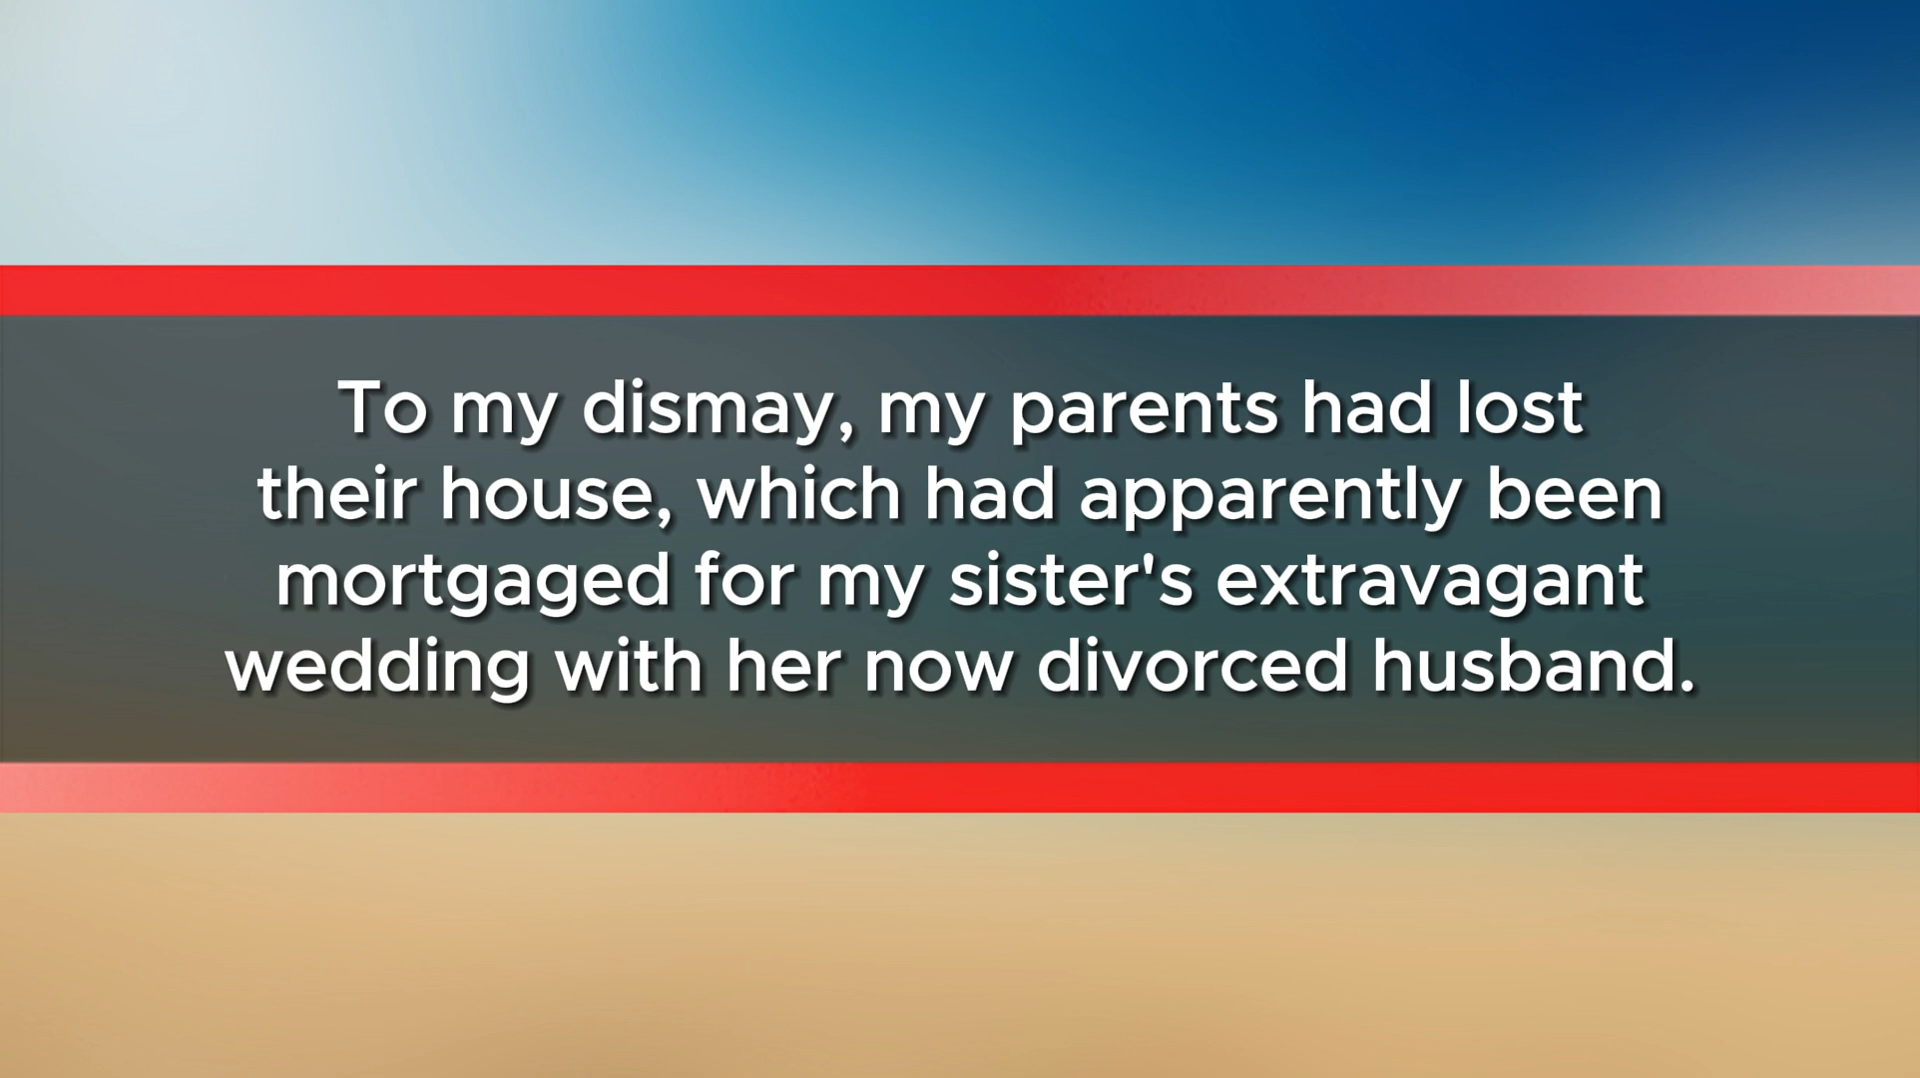 To my dismay, my parents had lost
their house, which had apparently been
mortgaged for my sister's extravagant
wedding with her now divorced husband.